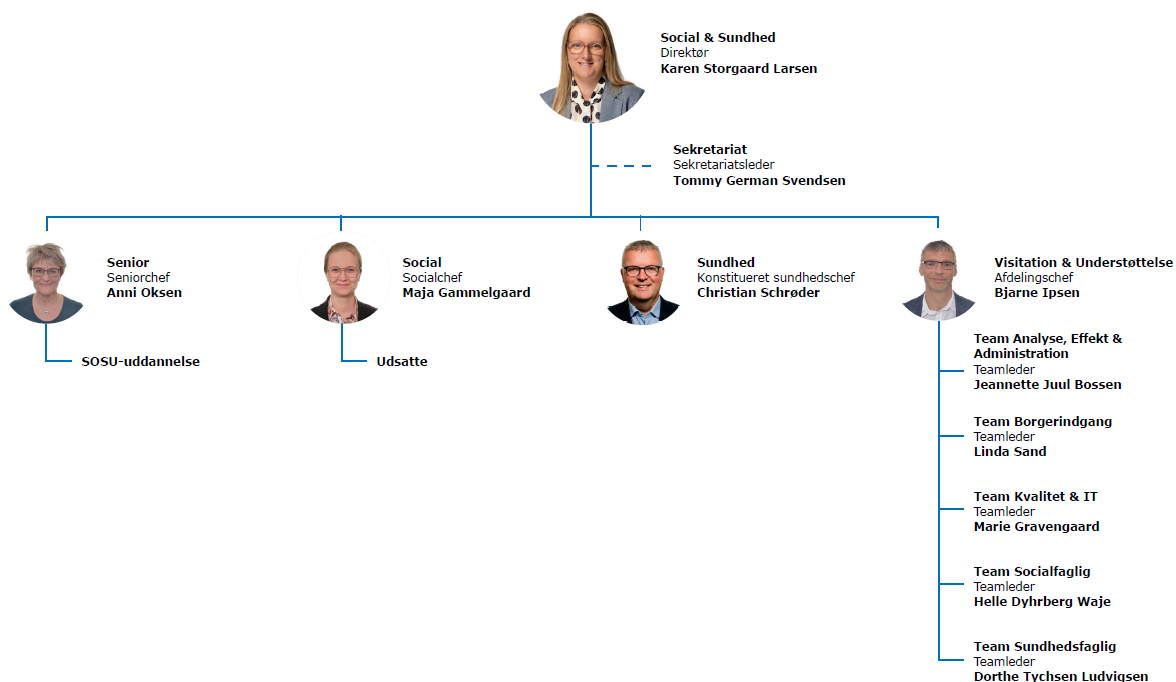 Social & Sundhed
Direktør
Karen Storgaard Larsen
Sekretariat
Sekretariatsleder
Tommy German Svendsen
Senior
Seniorchef
Anni Oksen
Social
Socialchef
Maja Gammelgaard
Sundhed
Konstitueret sundhedschef
Christian Schrøder
Visitation & Understøttelse
Afdelingschef
Bjarne Ipsen
SOSU-uddannelse
Udsatte
Team Analyse, Effekt &
Administration
Teamleder
Jeannette Juul Bossen
Team Borgerindgang
Teamleder
Linda Sand
Team Kvalitet & IT
Teamleder
Marie Gravengaard
Team Socialfaglig
Teamleder
Helle Dyhrberg Waje
Team Sundhedsfaglig
Teamleder
Dorthe Tychsen Ludvigsen